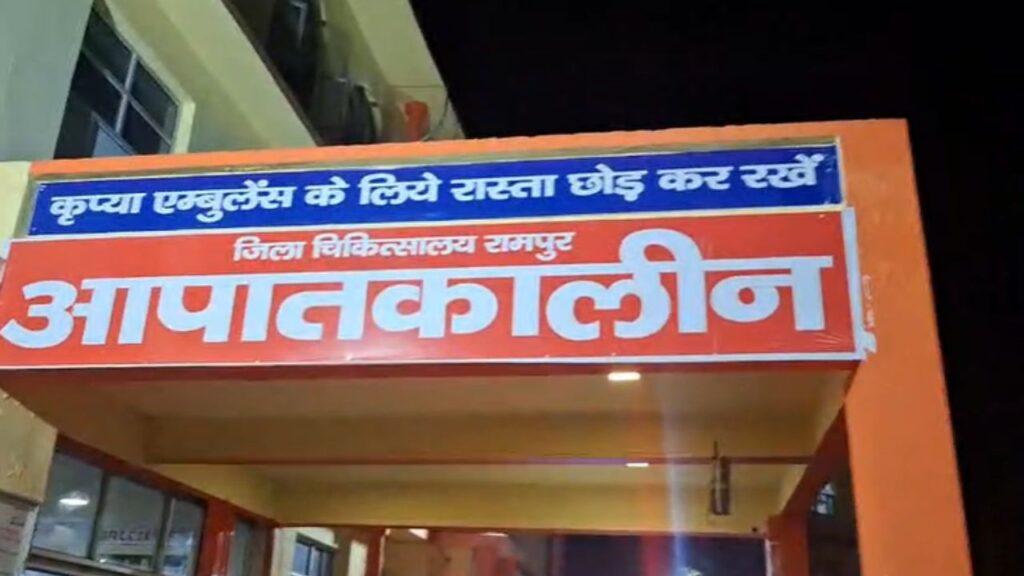 कृप्या एम्बुलेंस के लिये रास्ता छोड़ कर रखें
जिला चिकित्सालय रामपुर
आपातकालीन